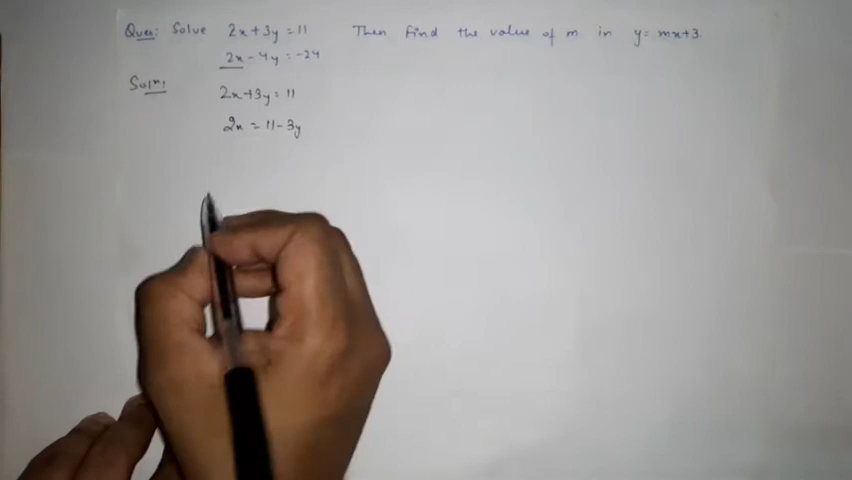 Ques: Solve 2x+3y=11 Then find the value of m in y=mx+3.
2x-4y=-24
Solⁿ:
2x+3y=11
2x=11-3y